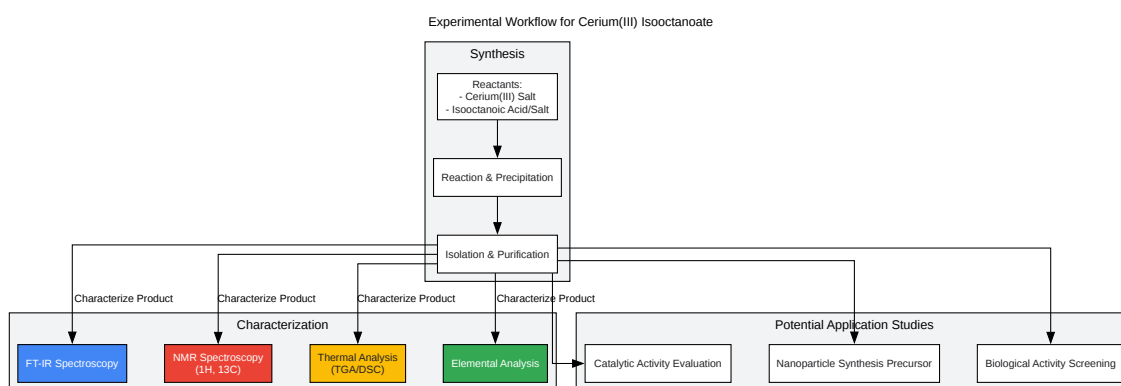 Experimental Workflow for Cerium(III) Isooctanoate
Synthesis
Reactants:
- Cerium(III) Salt
- Isooctanoic Acid/Salt
Reaction & Precipitation
Isolation & Purification
Characterize Product
Characterize Product
Characterize Product
Characterize Product
Characterization
Potential Application Studies
FT-IR Spectroscopy
NMR Spectroscopy
(1H, 13C)
Thermal Analysis
(TGA/DSC)
Elemental Analysis
Catalytic Activity Evaluation
Nanoparticle Synthesis Precursor
Biological Activity Screening